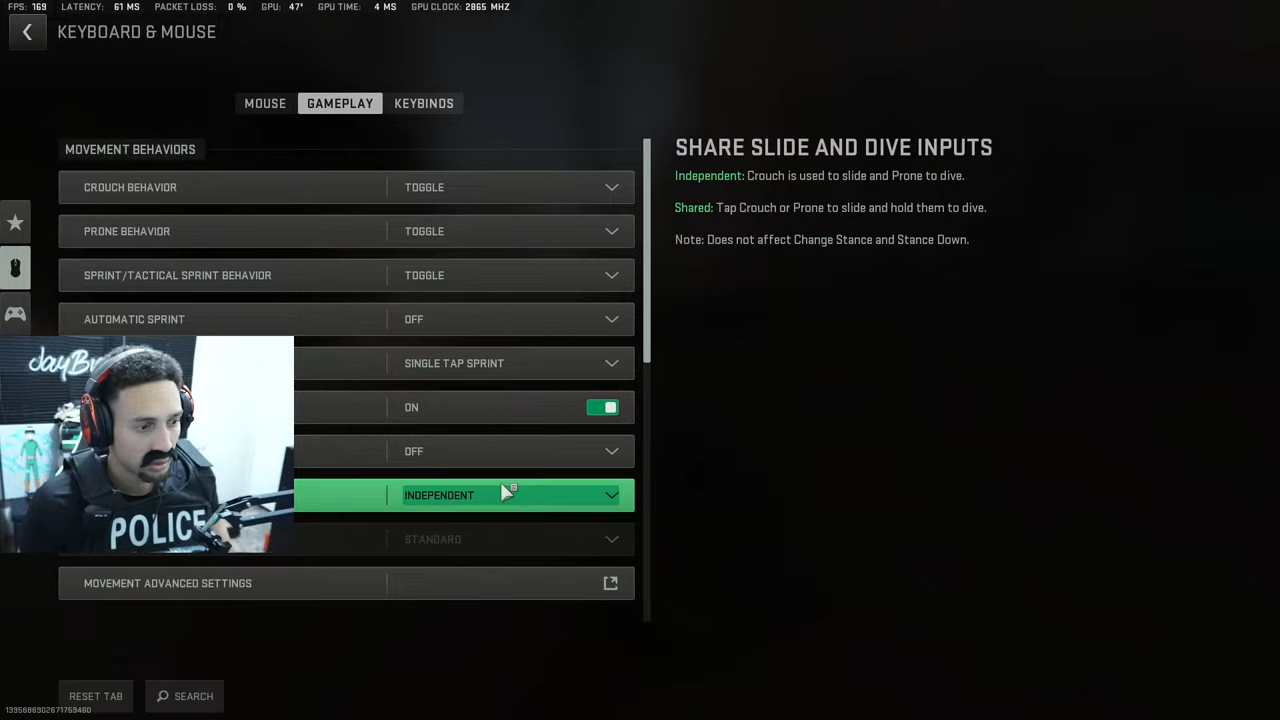 FPS: 169 LATENCY: 61 MS PACKET LOSS: 0 % GPU: 47° GPU TIME: 4 MS GPU CLOCK: 2865 MHZ
KEYBOARD & MOUSE
MOUSE GAMEPLAY KEYBINDS
MOVEMENT BEHAVIORS
CROUCH BEHAVIOR TOGGLE
PRONE BEHAVIOR TOGGLE
SPRINT/TACTICAL SPRINT BEHAVIOR TOGGLE
AUTOMATIC SPRINT OFF
SINGLE TAP SPRINT
ON
OFF
INDEPENDENT
STANDARD
MOVEMENT ADVANCED SETTINGS
SHARE SLIDE AND DIVE INPUTS
Independent: Crouch is used to slide and Prone to dive.
Shared: Tap Crouch or Prone to slide and hold them to dive.
Note: Does not affect Change Stance and Stance Down.
POLICE
RESET TAB SEARCH